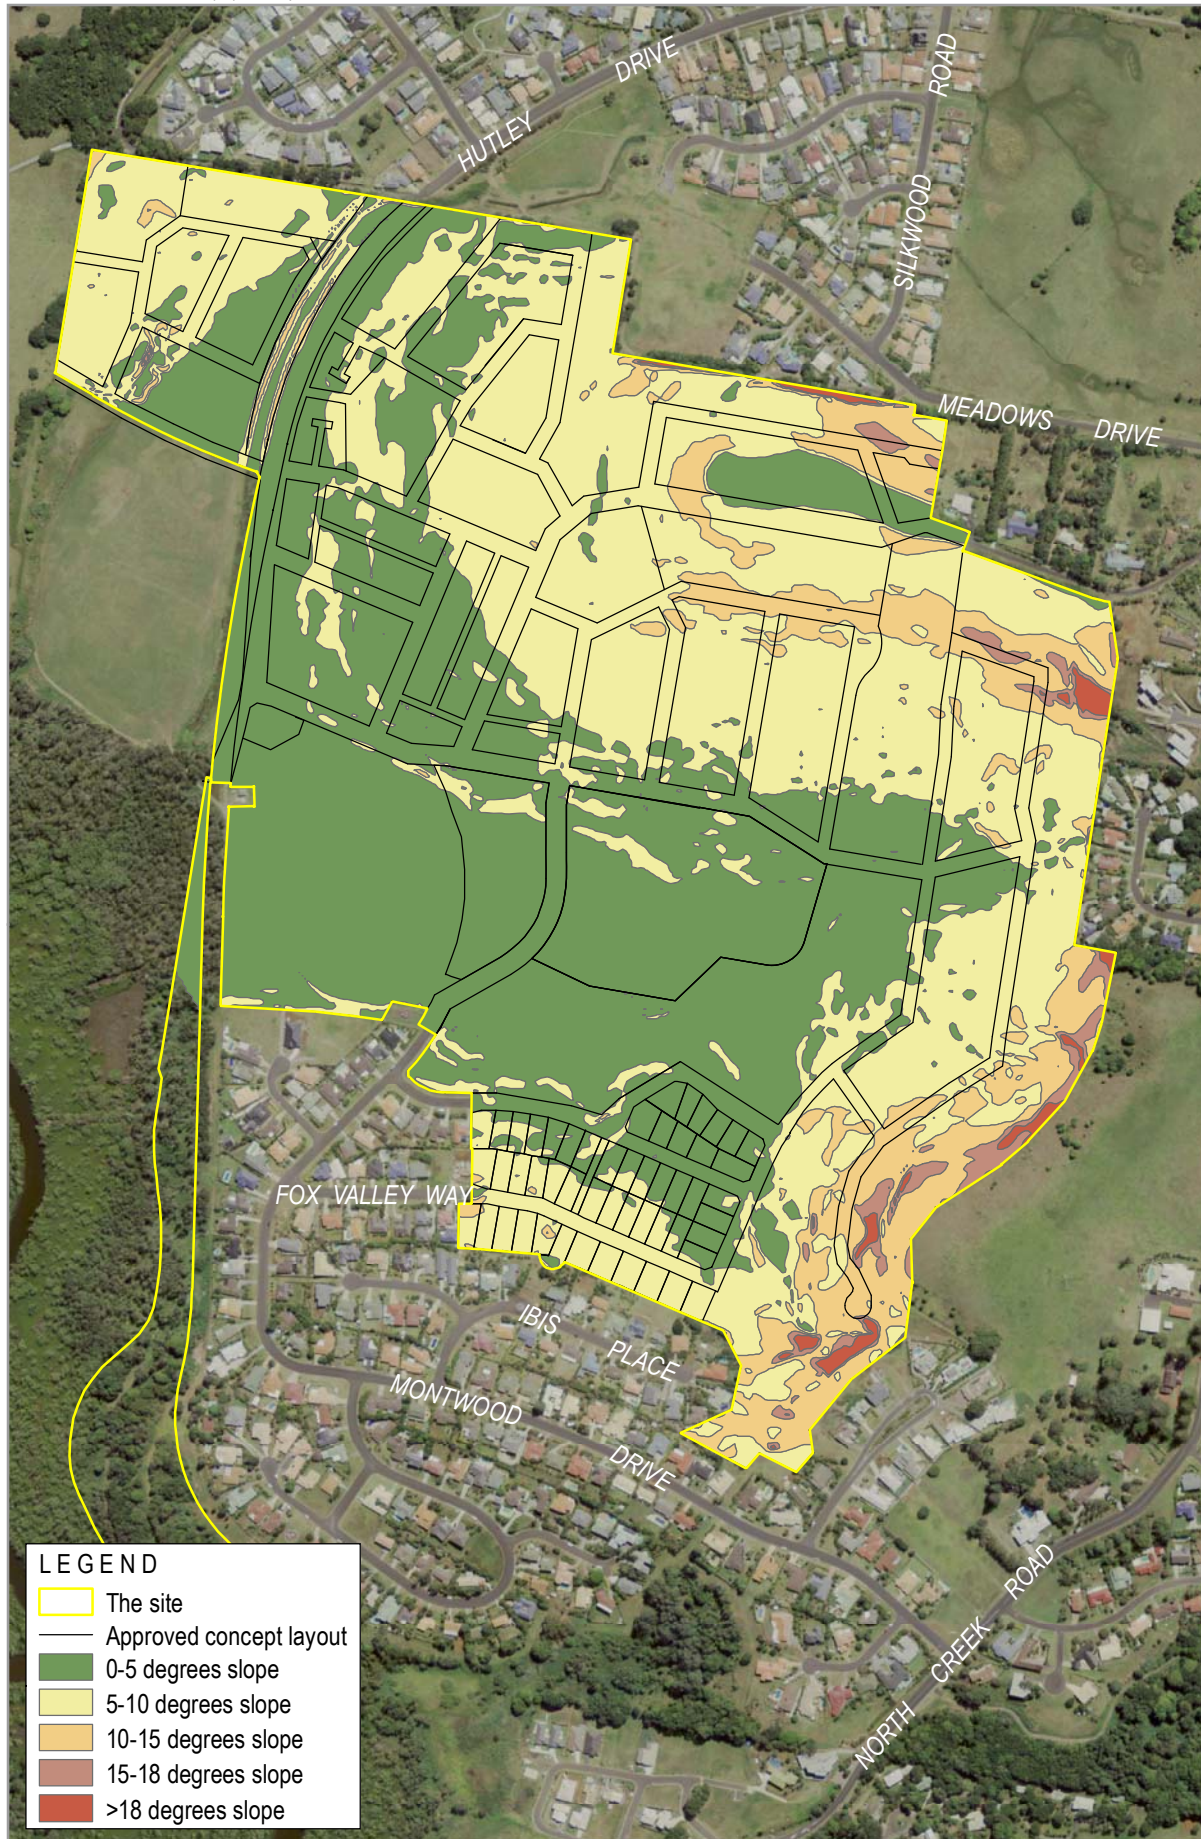 HUTLEY DRIVE
SILKWOOD ROAD
MEADOWS DRIVE
FOX VALLEY WAY
IBIS PLACE
MONTWOOD DRIVE
NORTH CREEK ROAD
LEGEND
The site
Approved concept layout
0-5 degrees slope
5-10 degrees slope
10-15 degrees slope
15-18 degrees slope
>18 degrees slope